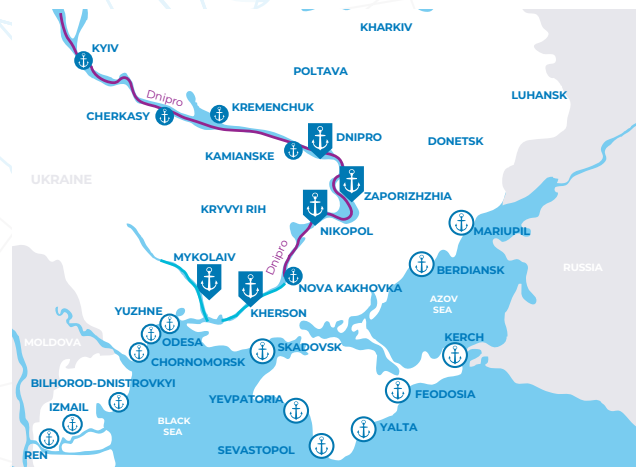 KHARKIV
KYIV
POLTAVA
LUHANSK
Dnipro
KREMENCHUK
CHERKASY
DNIPRO
DONETSK
KAMIANSKE
UKRAINE
ZAPORIZHZHIA
KRYVYI RIH
NIKOPOL
MARIUPIL
Dnipro
MYKOLAIV
BERDIANSK
RUSSIA
NOVA KAKHOVKA
AZOV
SEA
YUZHNE
KHERSON
KERCH
MOLDOVA
ODESA
SKADOVSK
CHORNOMORSK
BILHOROD-DNISTROVKYI
FEODOSIA
YEVPATORIA
IZMAIL
BLACK
SEA
YALTA
SEVASTOPOL
REN